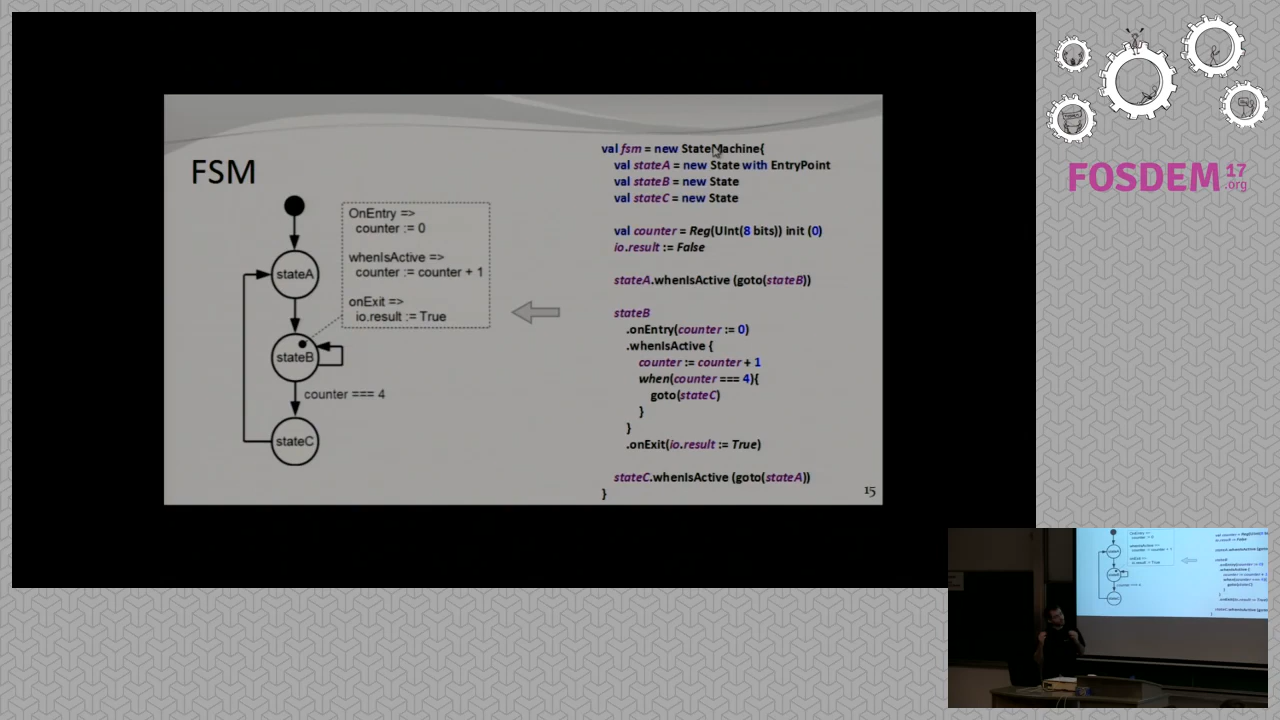 FSM
OnEntry =>
counter := 0
whenIsActive =>
counter := counter + 1
onExit =>
io.result := True
stateA
stateB
counter === 4
stateC
val fsm = new StateMachine{
val stateA = new State with EntryPoint
val stateB = new State
val stateC = new State
val counter = Reg(UInt(8 bits)) init (0)
io.result := False
stateA.whenIsActive (goto(stateB))
stateB
.onEntry(counter := 0)
.whenIsActive {
counter := counter + 1
when(counter === 4){
goto(stateC)
}
}
.onExit(io.result := True)
stateC.whenIsActive (goto(stateA))
}
15
FOSDEM 17
.org